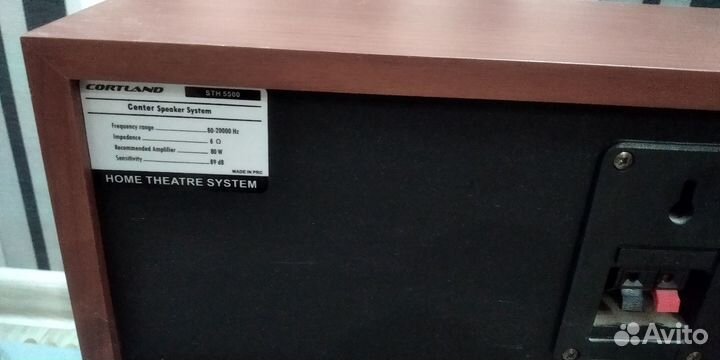 CORTLAND STH 5500
Center Speaker System
Frequency range 80-20000 Hz
Impedance 6 Ω
Recommended Amplifier 80 W
Sensitivity 89 dB
MADE IN PRC
HOME THEATRE SYSTEM
Avito